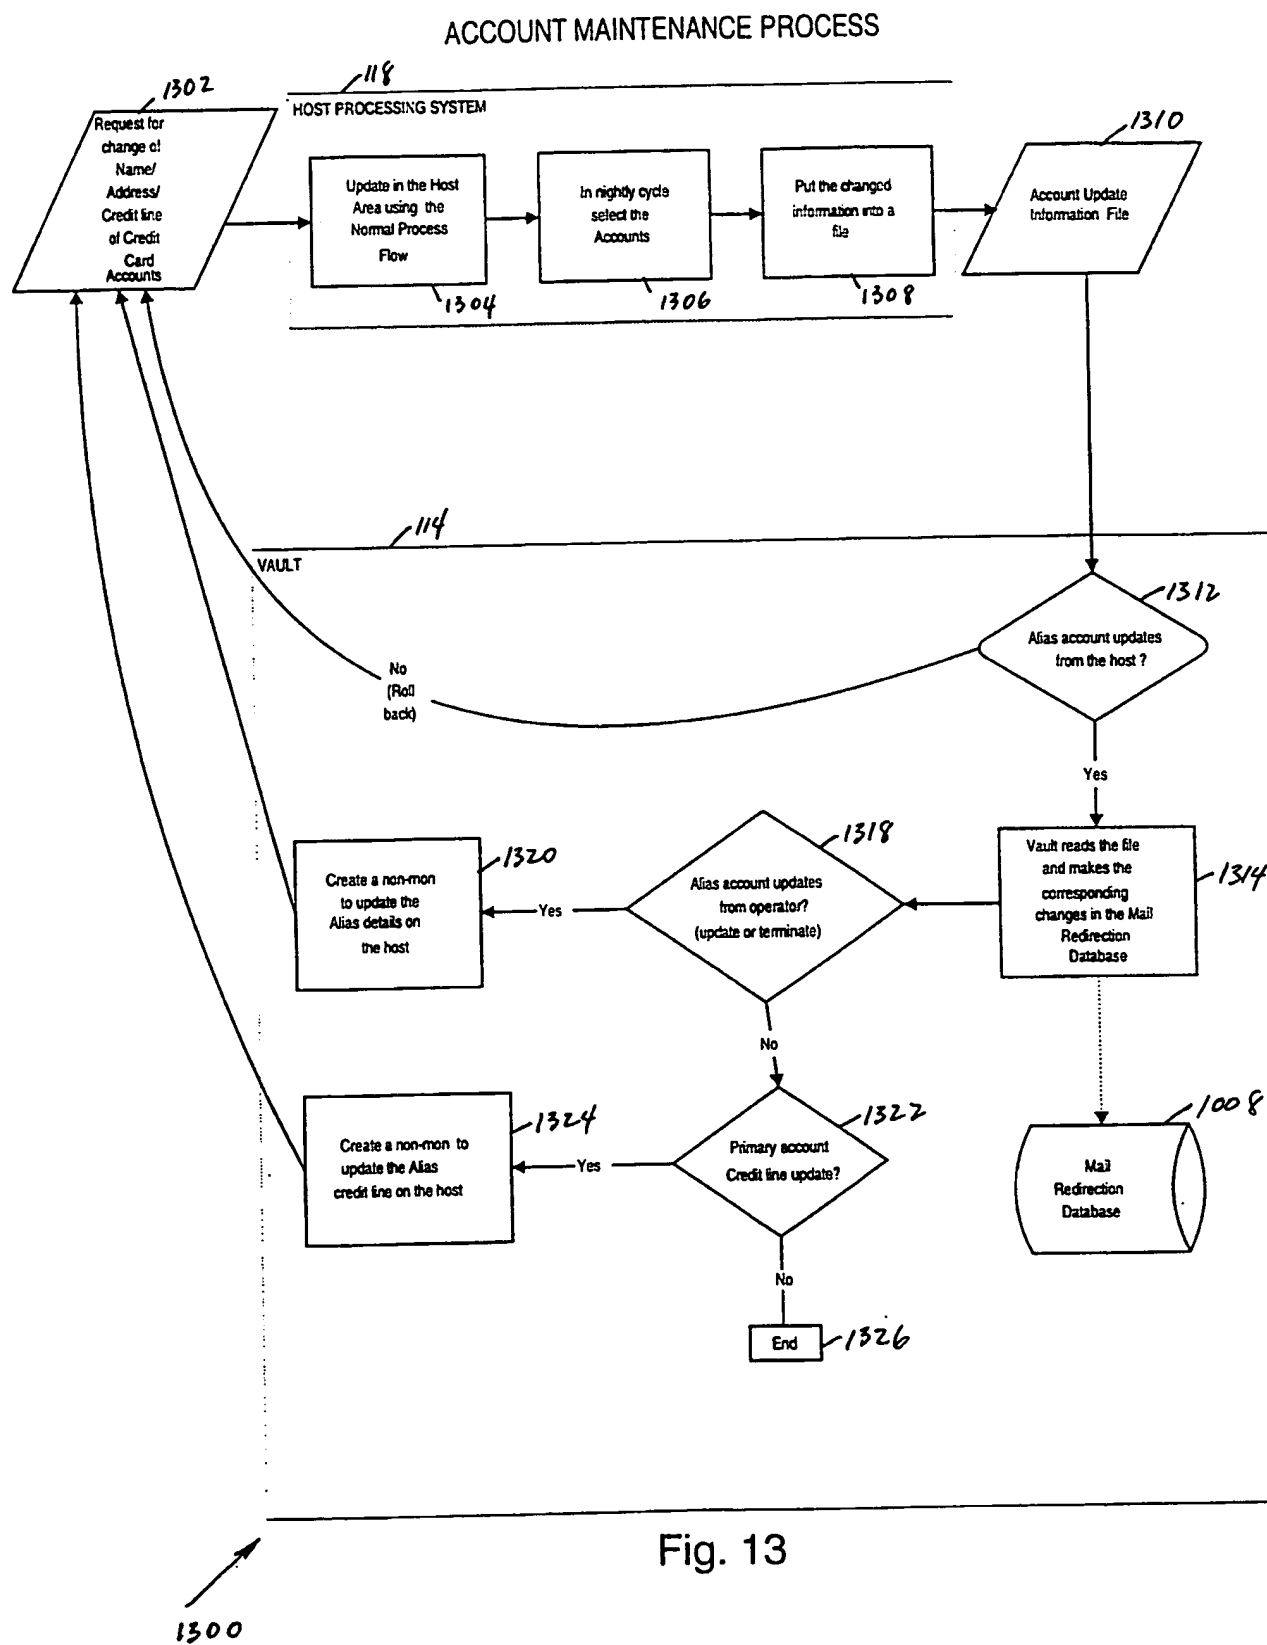 ACCOUNT MAINTENANCE PROCESS
1302
Request for
change of
Name/
Address/
Credit line
of Credit
Card
Accounts
118
HOST PROCESSING SYSTEM
Update in the Host
Area using the
Normal Process
Flow
1304
In nightly cycle
select the
Accounts
1306
Put the changed
information into a
file
1308
1310
Account Update
Information File
114
VAULT
1312
Alias account updates
from the host ?
No
(Roll
back)
Yes
Vault reads the file
and makes the
corresponding
changes in the Mail
Redirection
Database
1314
1318
Alias account updates
from operator?
(update or terminate)
Yes
1320
Create a non-mon
to update the
Alias details on
the host
No
1322
Primary account
Credit line update?
Yes
1324
Create a non-mon to
update the Alias
credit line on the host
1008
Mail
Redirection
Database
No
End
1326
Fig. 13
1300